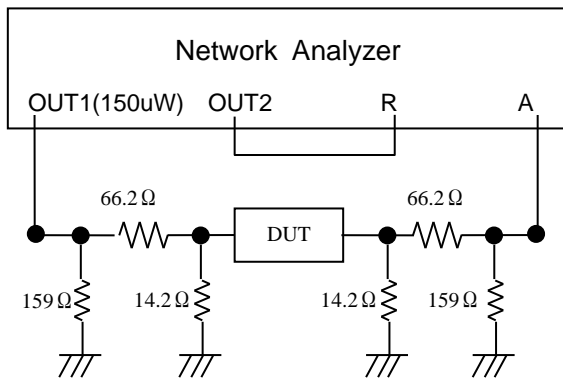 Network Analyzer
OUT1(150uW) OUT2 R A
66.2Ω 66.2Ω
DUT
159Ω 14.2Ω 14.2Ω 159Ω